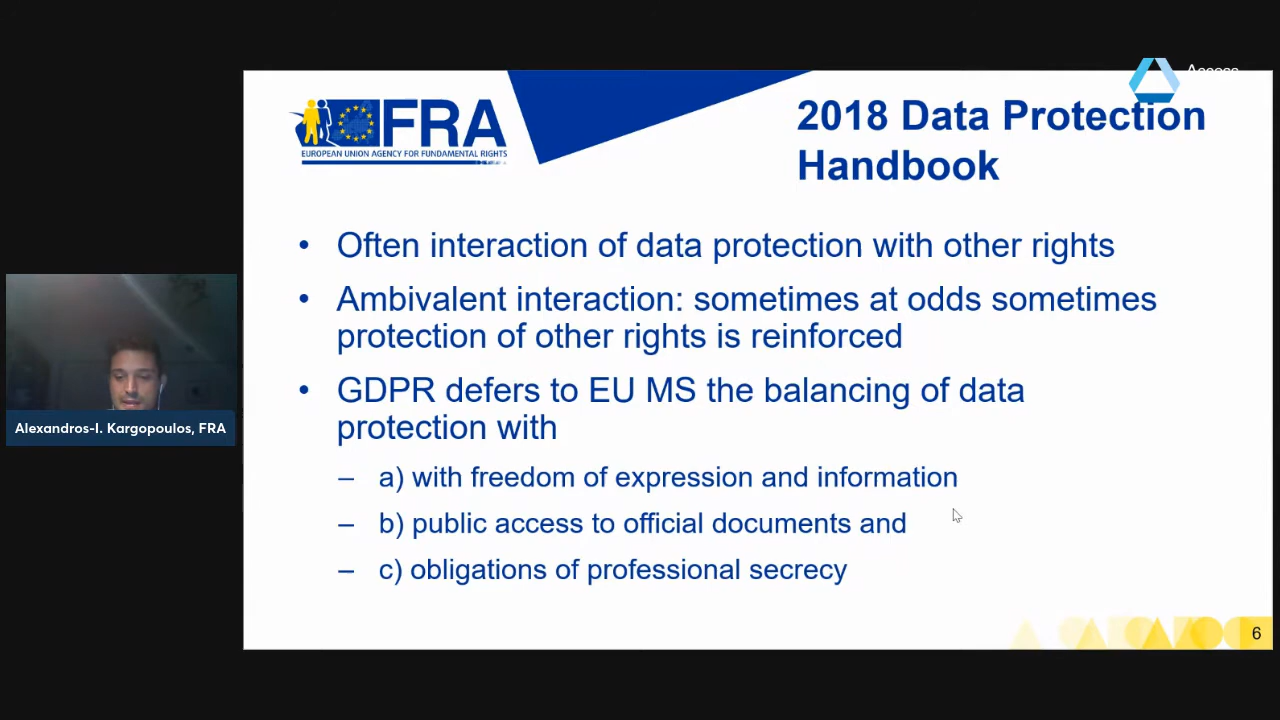 Access
FRA
EUROPEAN UNION AGENCY FOR FUNDAMENTAL RIGHTS
2018 Data Protection
Handbook
• Often interaction of data protection with other rights
• Ambivalent interaction: sometimes at odds sometimes
protection of other rights is reinforced
• GDPR defers to EU MS the balancing of data
protection with
– a) with freedom of expression and information
– b) public access to official documents and
– c) obligations of professional secrecy
Alexandros-I. Kargopoulos, FRA
6